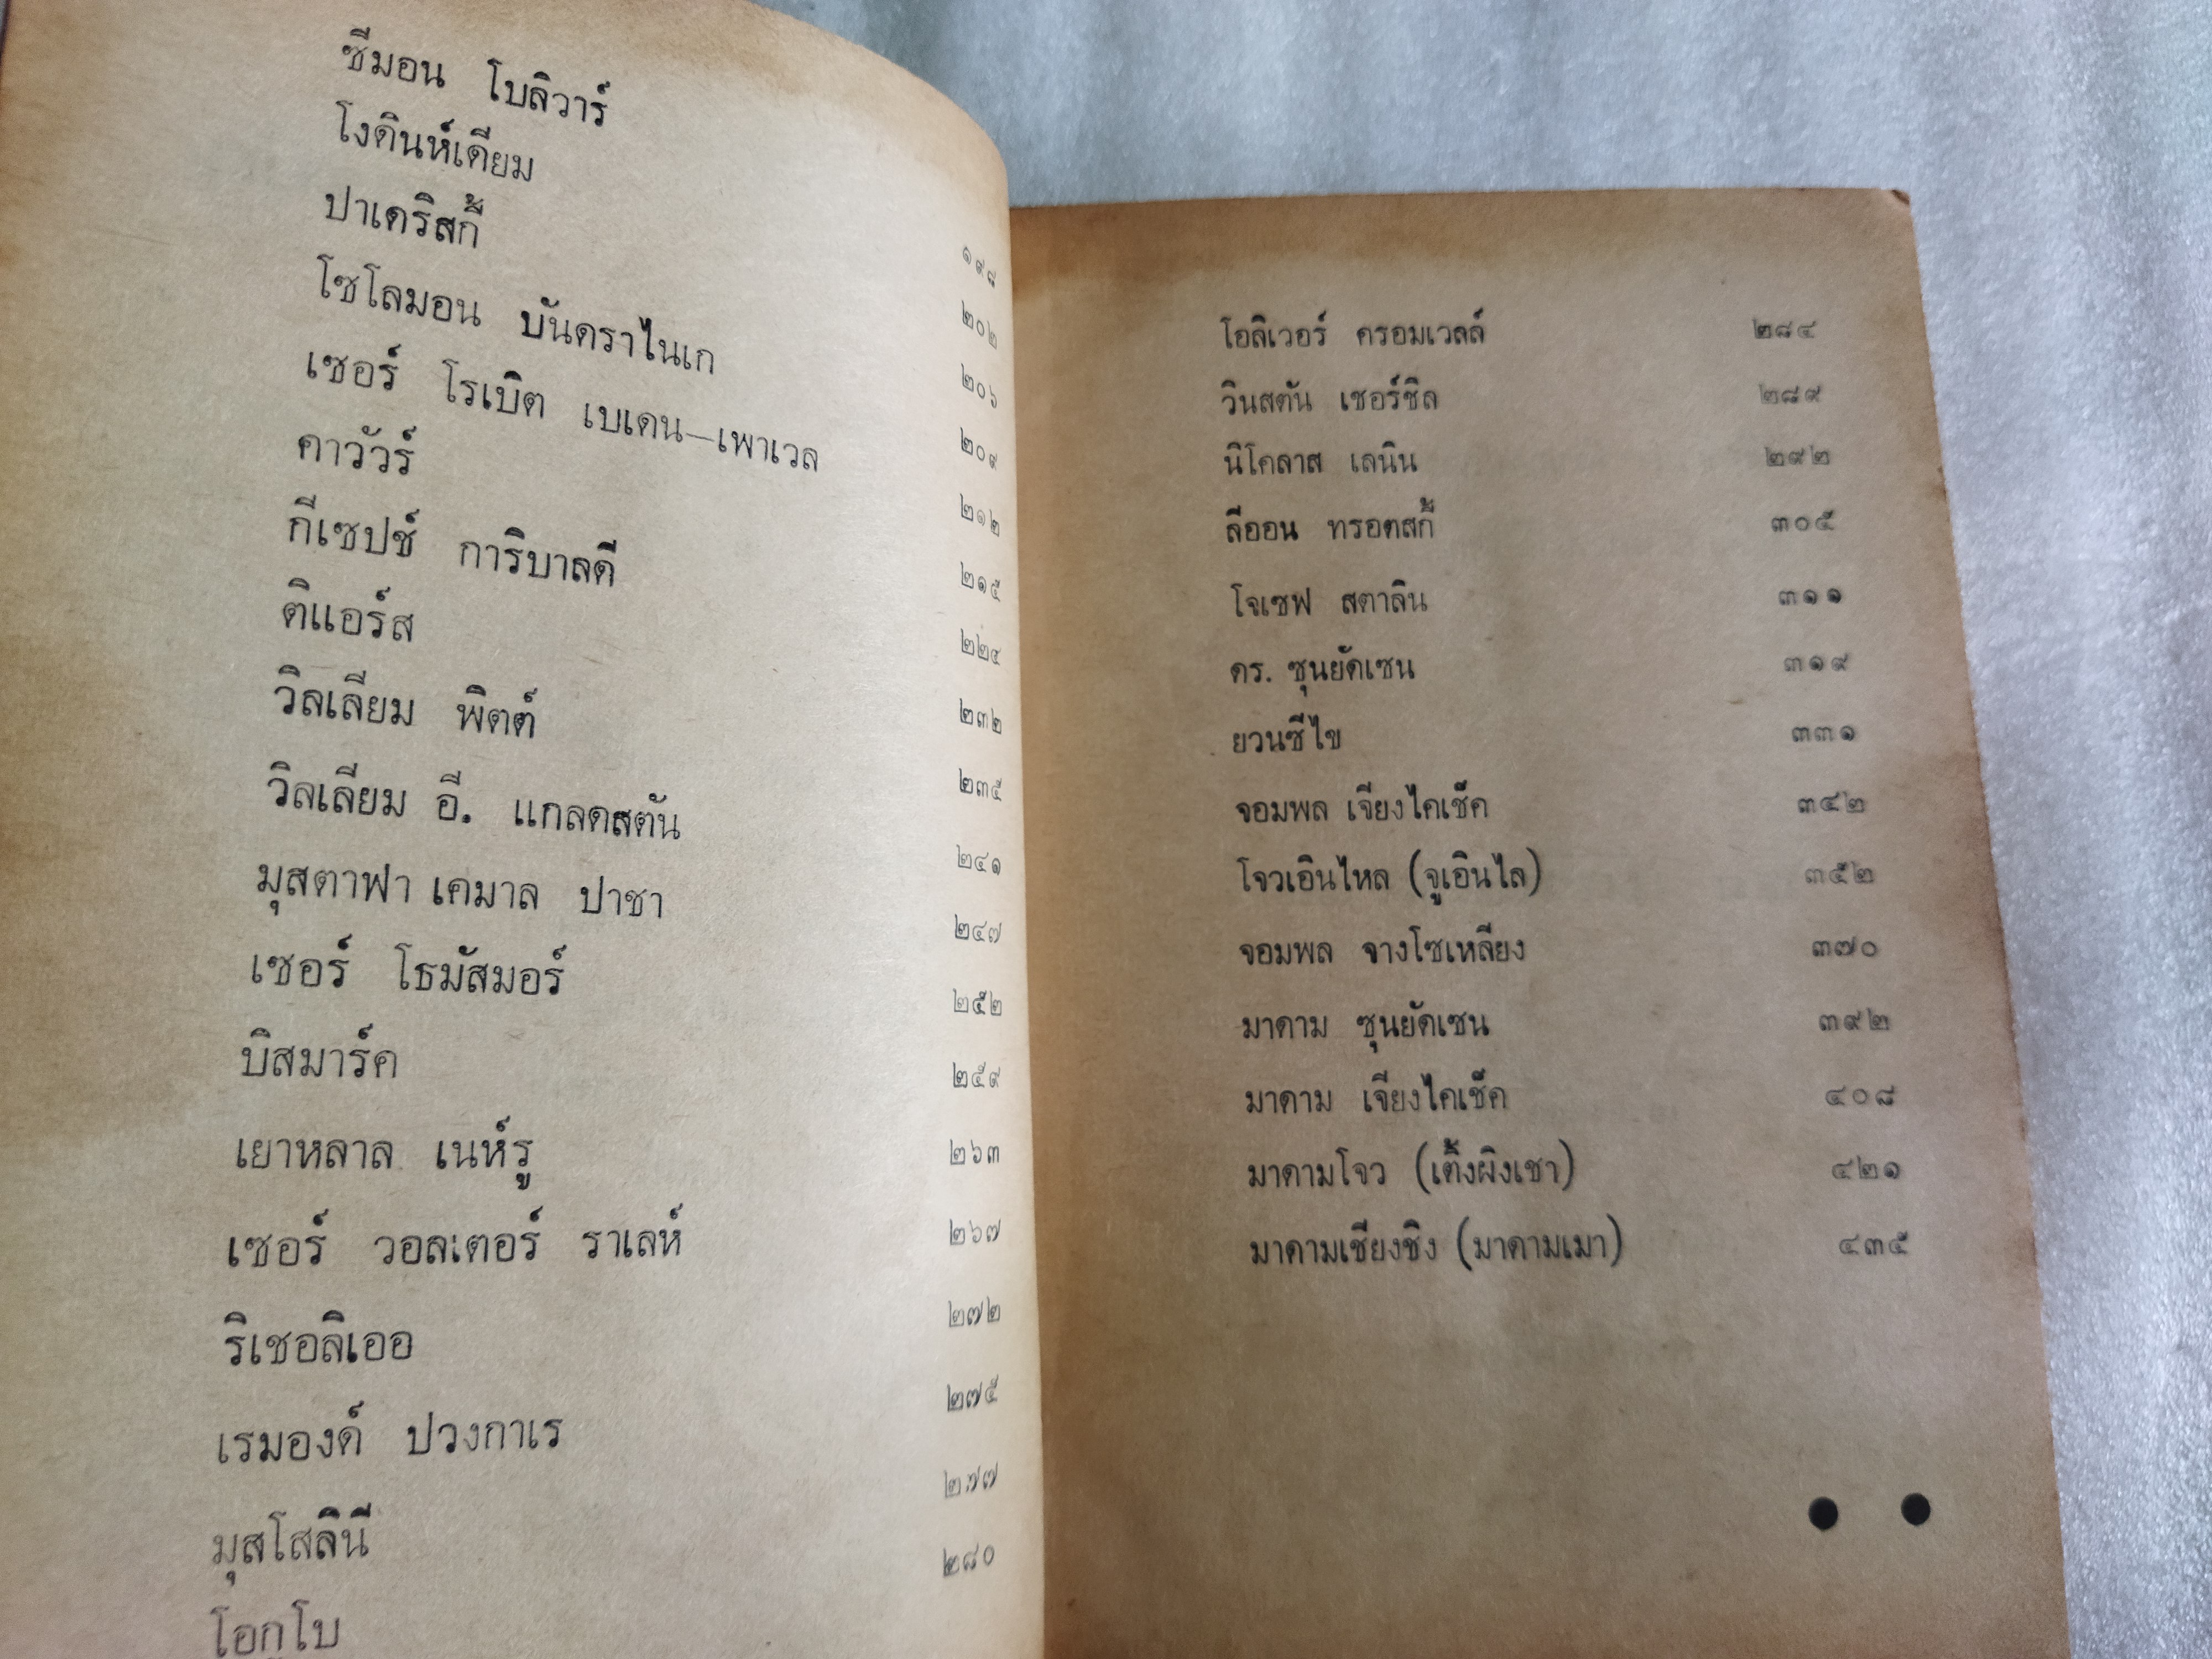 ซีมอน โบลิวาร์ ๑๙๘
โงดินห์เดียม ๒๐๒
ปาเดริสกี้ ๒๐๖
โซโลมอน บันดราไนเก ๒๐๙
เซอร์ โรเบิต เบเดน–เพาเวล ๒๑๒
คาวัวร์ ๒๑๕
กีเซปช์ การิบาลดี ๒๒๔
ติแอร์ส ๒๓๒
วิลเลียม พิตต์ ๒๓๕
วิลเลียม อี. แกลดสตัน ๒๔๑
มุสตาฟา เคมาล ปาชา ๒๔๗
เซอร์ โธมัสมอร์ ๒๕๒
บิสมาร์ค ๒๕๙
เยาหลาล เนห์รู ๒๖๓
เซอร์ วอลเตอร์ ราเลห์ ๒๖๗
ริเชอลิเออ ๒๗๒
เรมองด์ ปวงกาเร ๒๗๕
มุสโสลินี ๒๗๗
โอกูโบ ๒๘๐
โอลิเวอร์ ครอมเวลล์ ๒๘๔
วินสตัน เชอร์ชิล ๒๘๙
นิโคลาส เลนิน ๒๙๒
ลีออน ทรอตสกี้ ๓๐๕
โจเซฟ สตาลิน ๓๑๑
ดร. ซุนยัดเซน ๓๑๙
ยวนซีไข ๓๓๑
จอมพล เจียงไคเช็ค ๓๔๒
โจวเอินไหล (จูเอินไล) ๓๕๒
จอมพล จางโซเหลียง ๓๗๐
มาดาม ซุนยัดเซน ๓๙๒
มาดาม เจียงไคเช็ค ๔๐๘
มาดามโจว (เติ้งผิงเชา) ๔๒๑
มาดามเชียงชิง (มาดามเมา) ๔๓๕